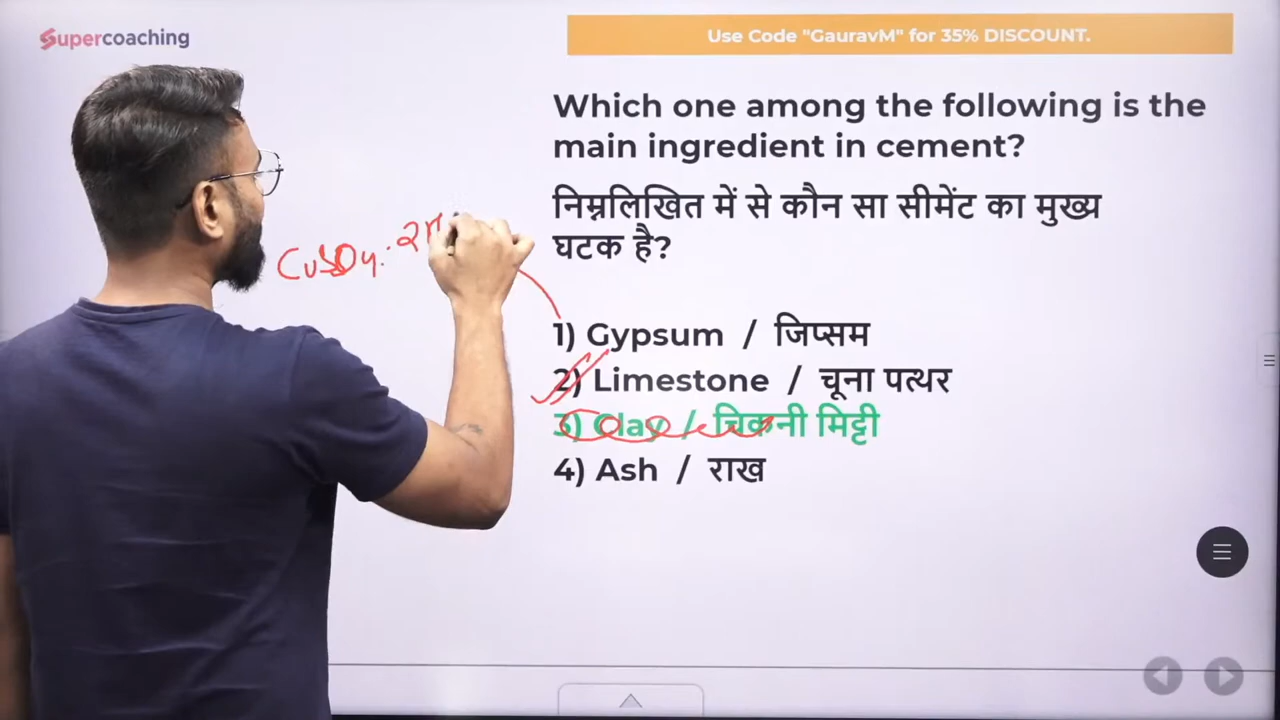 Supercoaching
Use Code "GauravM" for 35% DISCOUNT.
Which one among the following is the
main ingredient in cement?
निम्नलिखित में से कौन सा सीमेंट का मुख्य
घटक है?
1) Gypsum / जिप्सम
2) Limestone / चूना पत्थर
3) Clay / चिकनी मिट्टी
4) Ash / राख